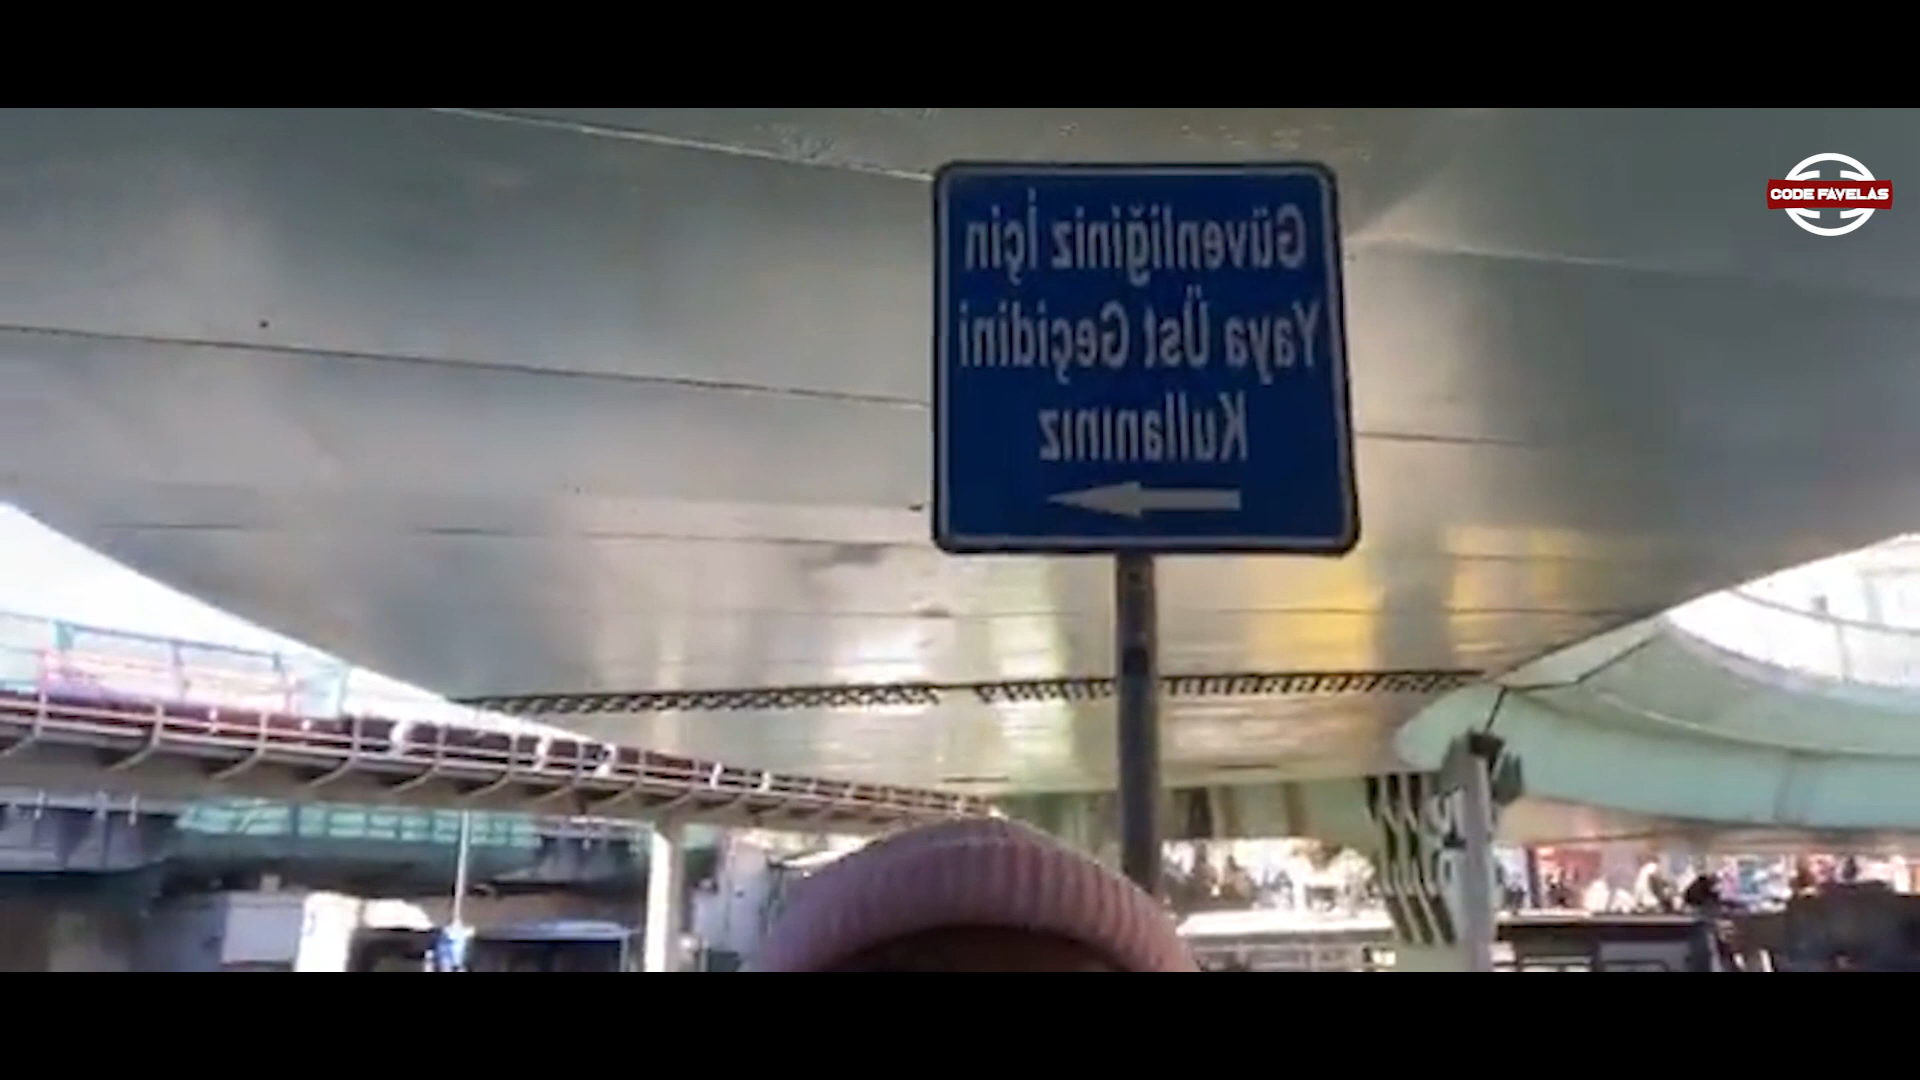 Güvenliğiniz İçin
Yaya Üst Geçidini
Kullanınız
CODE FAVELAS